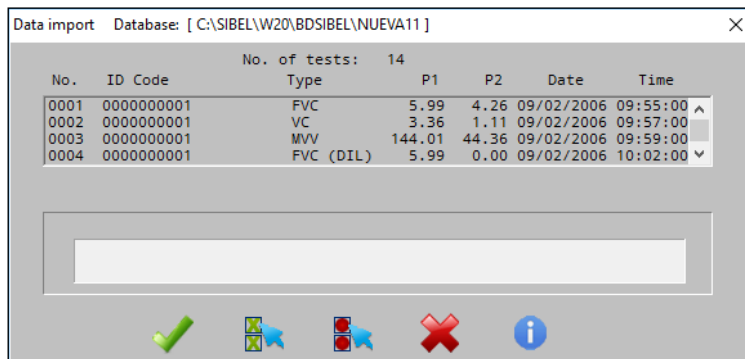 Data import Database: [ C:\SIBEL\W20\BDSIBEL\NUEVA11 ]
No. of tests: 14
No. ID Code Type P1 P2 Date Time
0001 0000000001 FVC 5.99 4.26 09/02/2006 09:55:00
0002 0000000001 VC 3.36 1.11 09/02/2006 09:57:00
0003 0000000001 MVV 144.01 44.36 09/02/2006 09:59:00
0004 0000000001 FVC (DIL) 5.99 0.00 09/02/2006 10:02:00